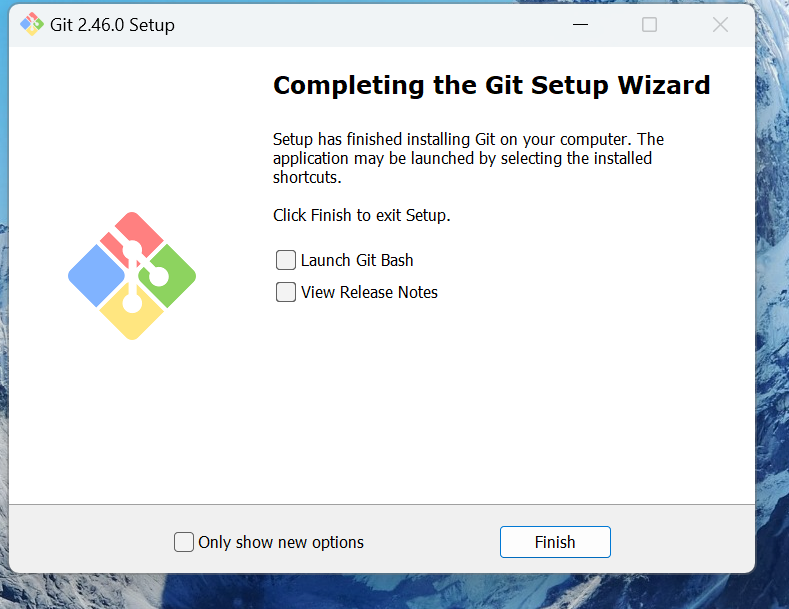 Git 2.46.0 Setup
Completing the Git Setup Wizard
Setup has finished installing Git on your computer. The
application may be launched by selecting the installed
shortcuts.
Click Finish to exit Setup.
Launch Git Bash
View Release Notes
Only show new options
Finish